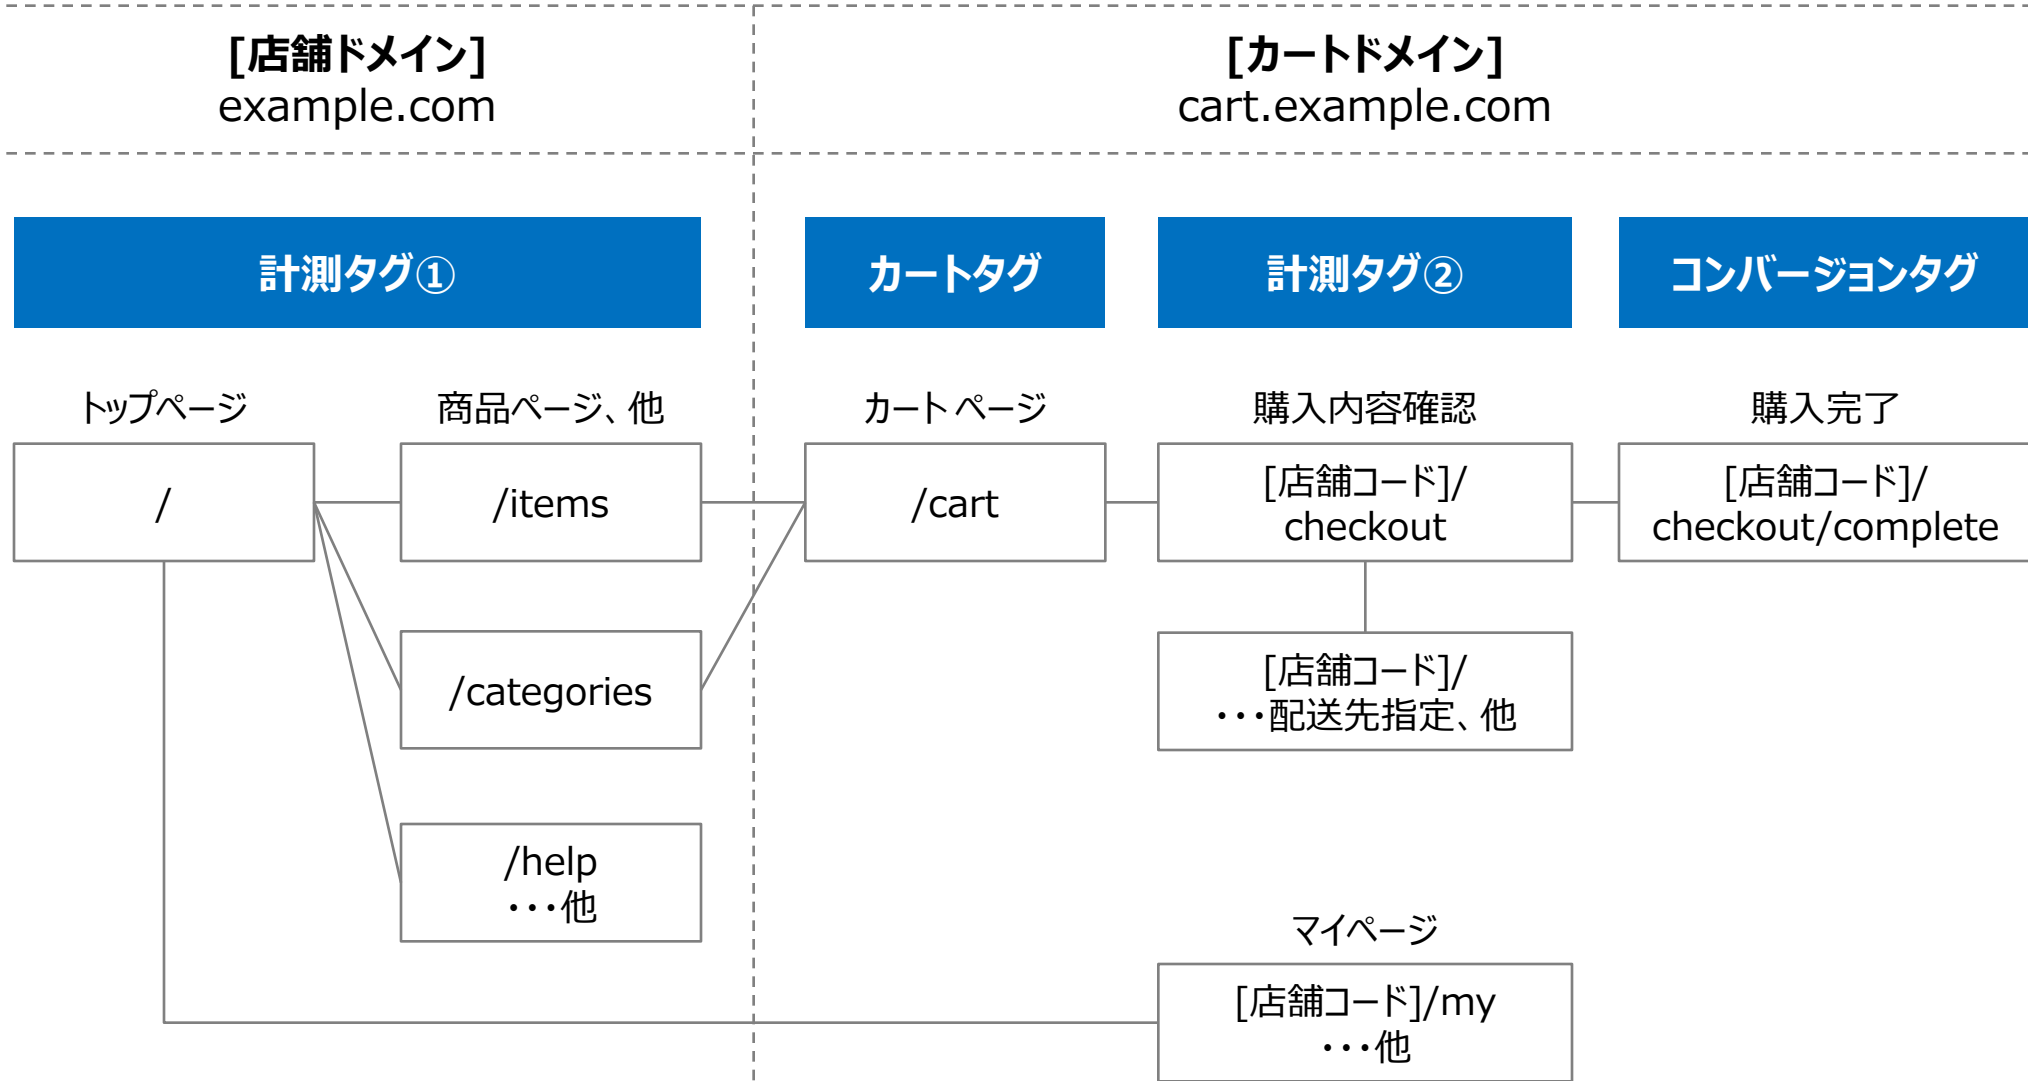 [店舗ドメイン]
example.com
[カートドメイン]
cart.example.com
計測タグ①
カートタグ
計測タグ②
コンバージョンタグ
トップページ
商品ページ、他
カートページ
購入内容確認
購入完了
/
/items
/cart
[店舗コード]/
checkout
[店舗コード]/
checkout/complete
/categories
[店舗コード]/
・・・配送先指定、他
/help
・・・他
マイページ
[店舗コード]/my
・・・他